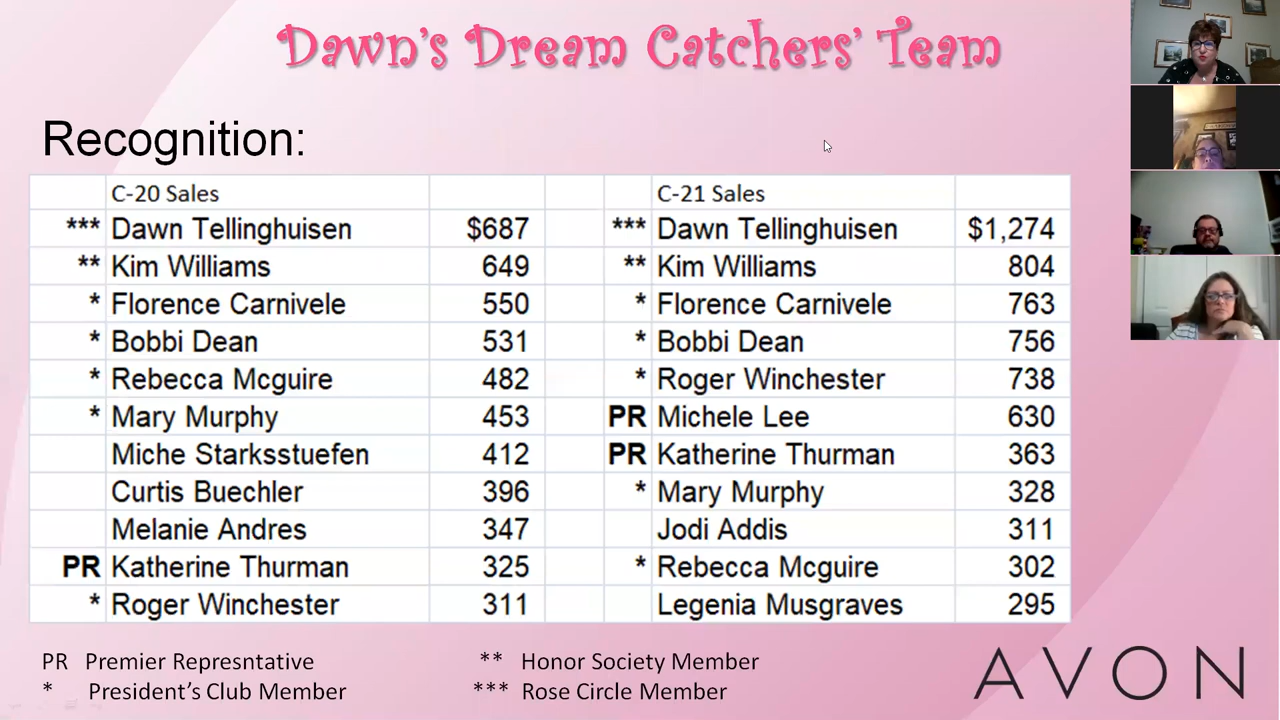 Dawn's Dream Catchers' Team
Recognition:
C-20 Sales
*** Dawn Tellinghuisen $687
** Kim Williams 649
* Florence Carnivele 550
* Bobbi Dean 531
* Rebecca Mcguire 482
* Mary Murphy 453
Miche Starksstuefen 412
Curtis Buechler 396
Melanie Andres 347
PR Katherine Thurman 325
* Roger Winchester 311
C-21 Sales
*** Dawn Tellinghuisen $1,274
** Kim Williams 804
* Florence Carnivele 763
* Bobbi Dean 756
* Roger Winchester 738
PR Michele Lee 630
PR Katherine Thurman 363
* Mary Murphy 328
Jodi Addis 311
* Rebecca Mcguire 302
Legenia Musgraves 295
PR Premier Represntative
* President's Club Member
** Honor Society Member
*** Rose Circle Member
AVON